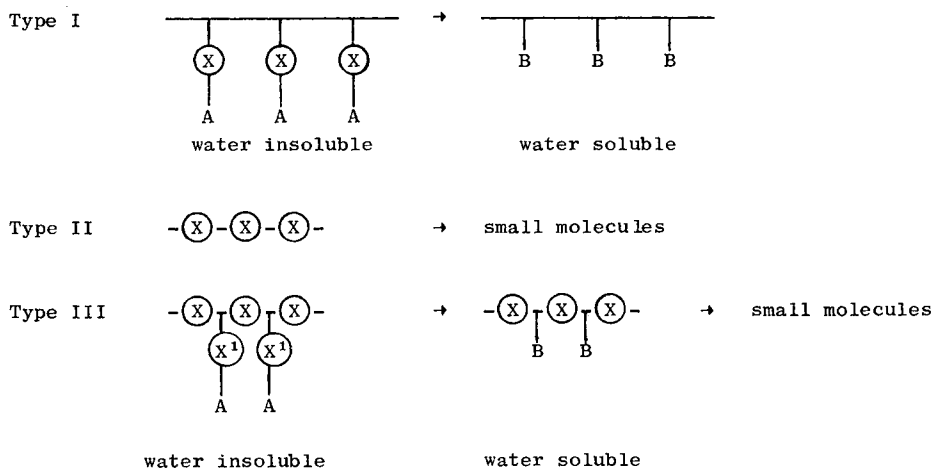 Type I →
X X X B B B
A A A
water insoluble water soluble
Type II -X-X-X- → small molecules
Type III -X-X-X- → -X-X-X- → small molecules
X¹ X¹ B B
A A
water insoluble water soluble